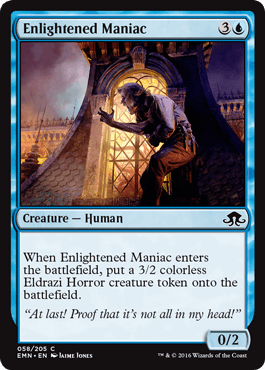 Enlightened Maniac 3
Creature — Human
When Enlightened Maniac enters
the battlefield, put a 3/2 colorless
Eldrazi Horror creature token onto the
battlefield.
“At last! Proof that it’s not all in my head!”
0/2
058/205 C
EMN • EN Jaime Jones
™ & © 2016 Wizards of the Coast